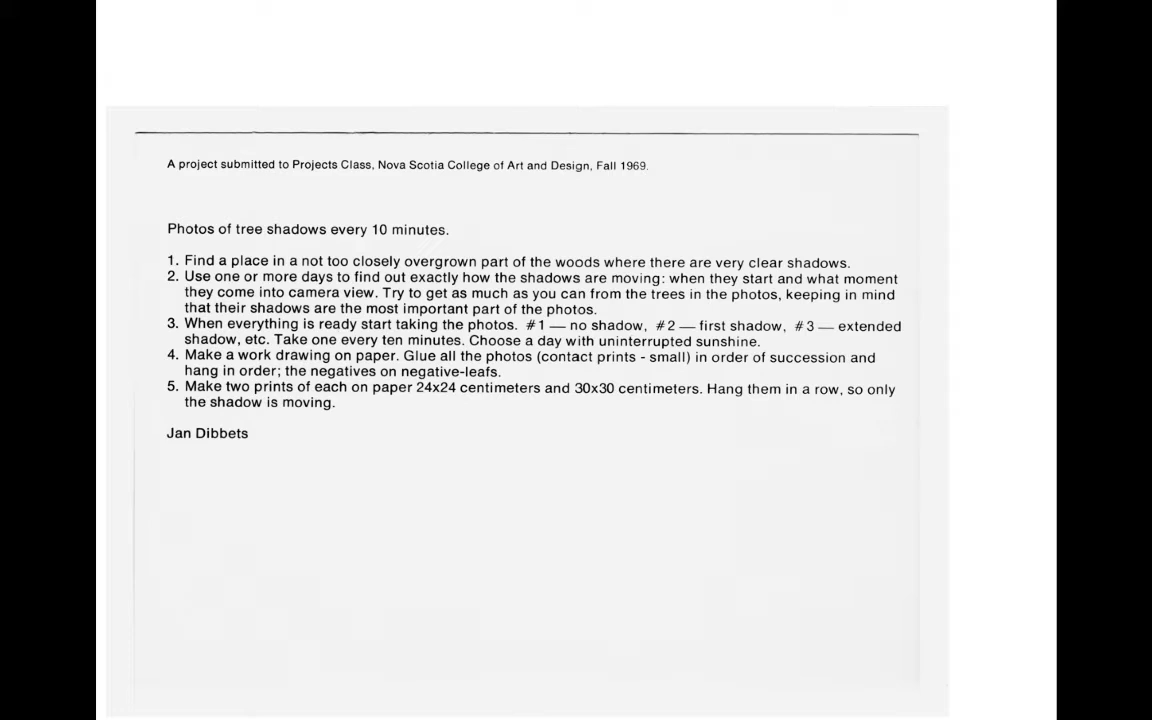 A project submitted to Projects Class, Nova Scotia College of Art and Design, Fall 1969.
Photos of tree shadows every 10 minutes.
1. Find a place in a not too closely overgrown part of the woods where there are very clear shadows.
2. Use one or more days to find out exactly how the shadows are moving: when they start and what moment
they come into camera view. Try to get as much as you can from the trees in the photos, keeping in mind
that their shadows are the most important part of the photos.
3. When everything is ready start taking the photos. #1 — no shadow, #2 — first shadow, #3 — extended
shadow, etc. Take one every ten minutes. Choose a day with uninterrupted sunshine.
4. Make a work drawing on paper. Glue all the photos (contact prints - small) in order of succession and
hang in order; the negatives on negative-leafs.
5. Make two prints of each on paper 24x24 centimeters and 30x30 centimeters. Hang them in a row, so only
the shadow is moving.
Jan Dibbets